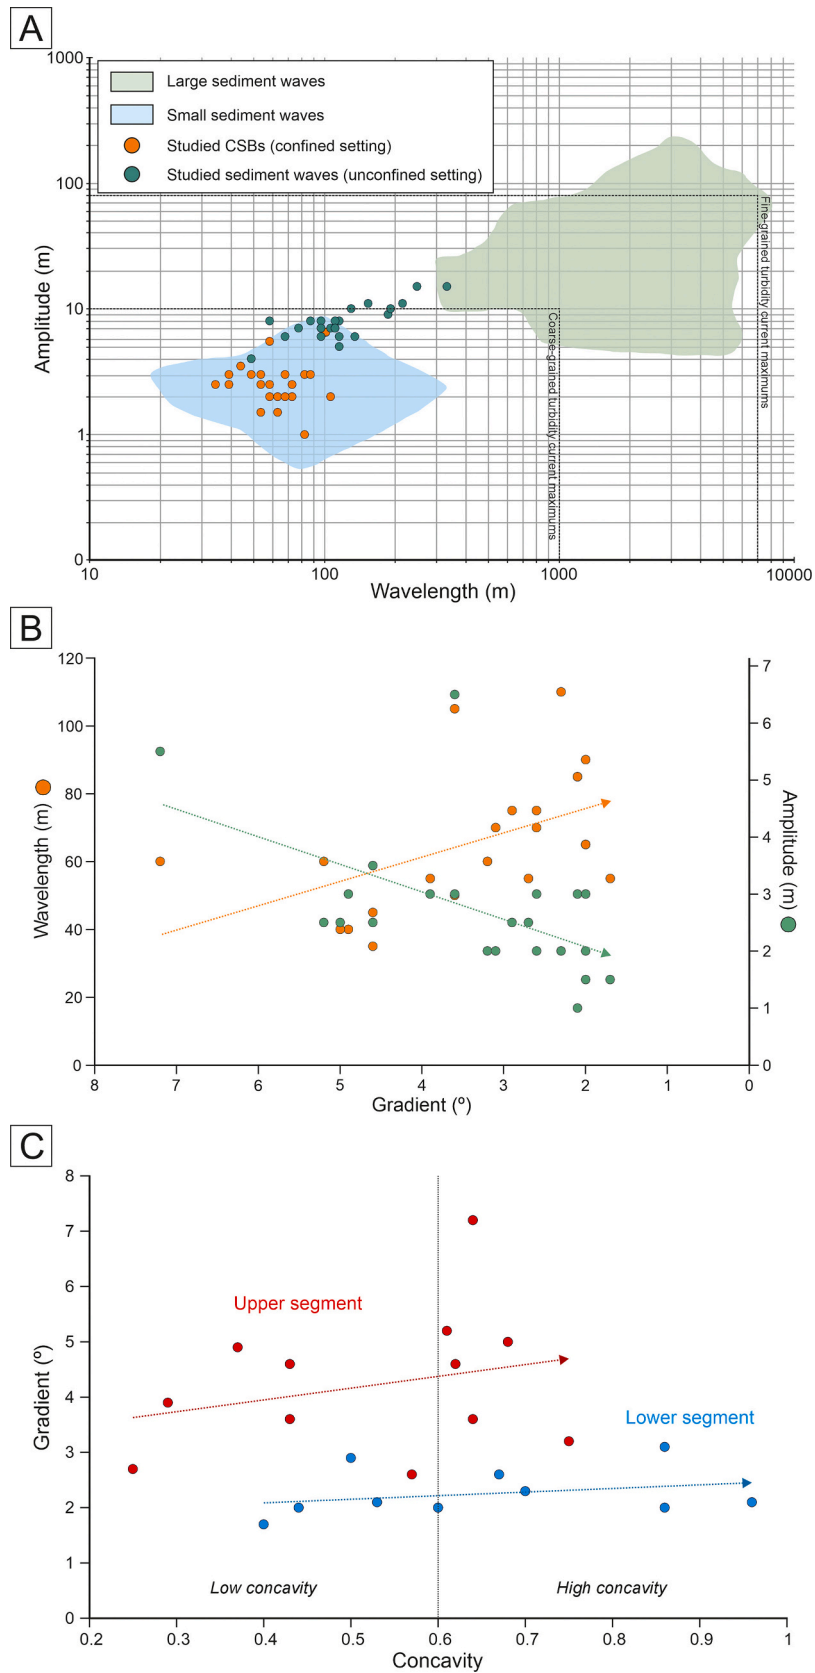 A
1000
100
10
1
0
Amplitude (m)
Large sediment waves
Small sediment waves
Studied CSBs (confined setting)
Studied sediment waves (unconfined setting)
Coarse-grained turbidity current maximums
Fine-grained turbidity current maximums
10 100 1000 10000
Wavelength (m)
B
120
100
80
60
40
20
0
Wavelength (m)
7
6
5
4
3
2
1
0
Amplitude (m)
8 7 6 5 4 3 2 1 0
Gradient (º)
C
8
7
6
5
4
3
2
1
0
Gradient (º)
Upper segment
Lower segment
Low concavity
High concavity
0.2 0.3 0.4 0.5 0.6 0.7 0.8 0.9 1
Concavity